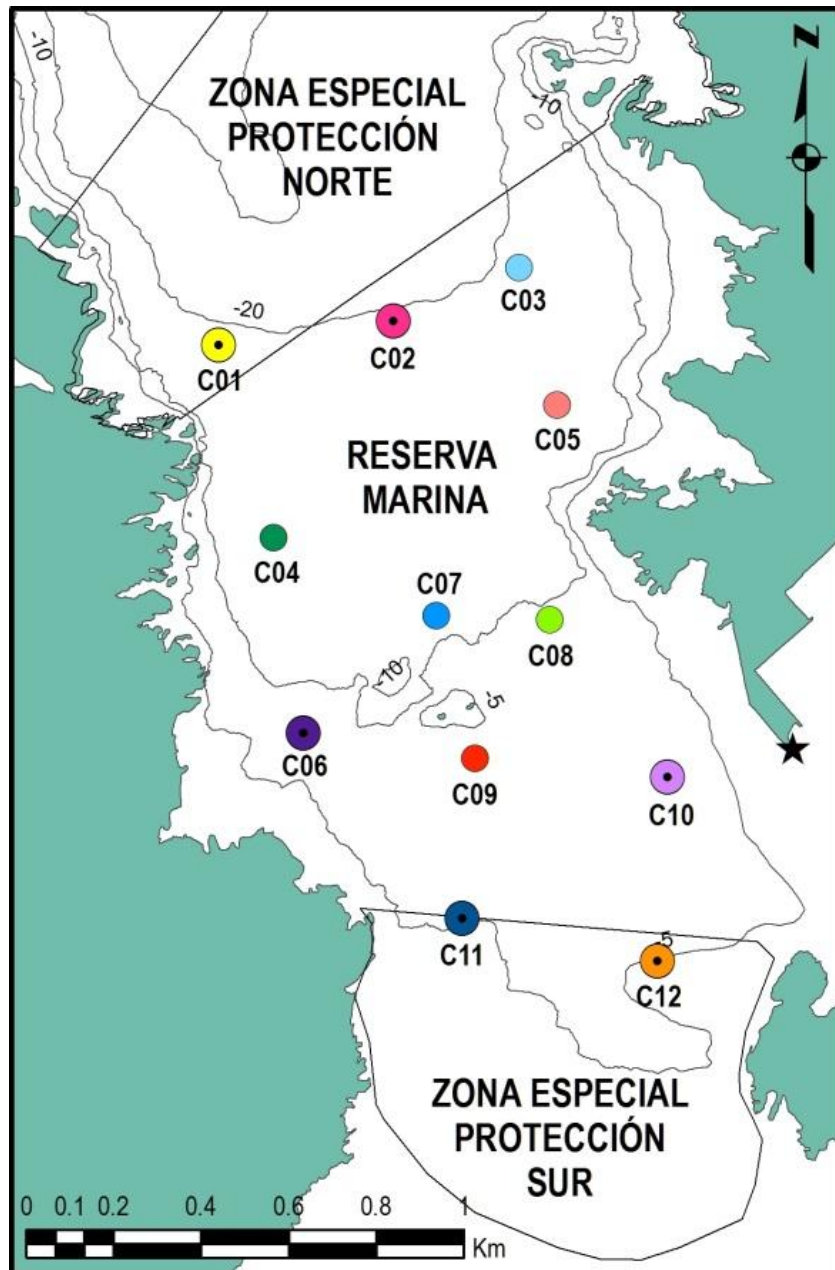 -10
ZONA ESPECIAL
PROTECCIÓN
NORTE
-10
N
C03
-20
C01
C02
C05
RESERVA
MARINA
C04
C07
C08
-10
-5
C06
C09
C10
-5
C11
C12
ZONA ESPECIAL
PROTECCIÓN
SUR
0 0.1 0.2 0.4 0.6 0.8 1
Km